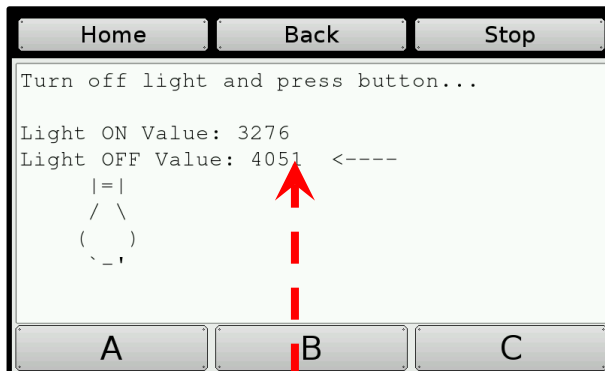 Home Back Stop
Turn off light and press button...
Light ON Value: 3276
Light OFF Value: 4051  <----
|=|
/ \
(   )
`-'
A B C